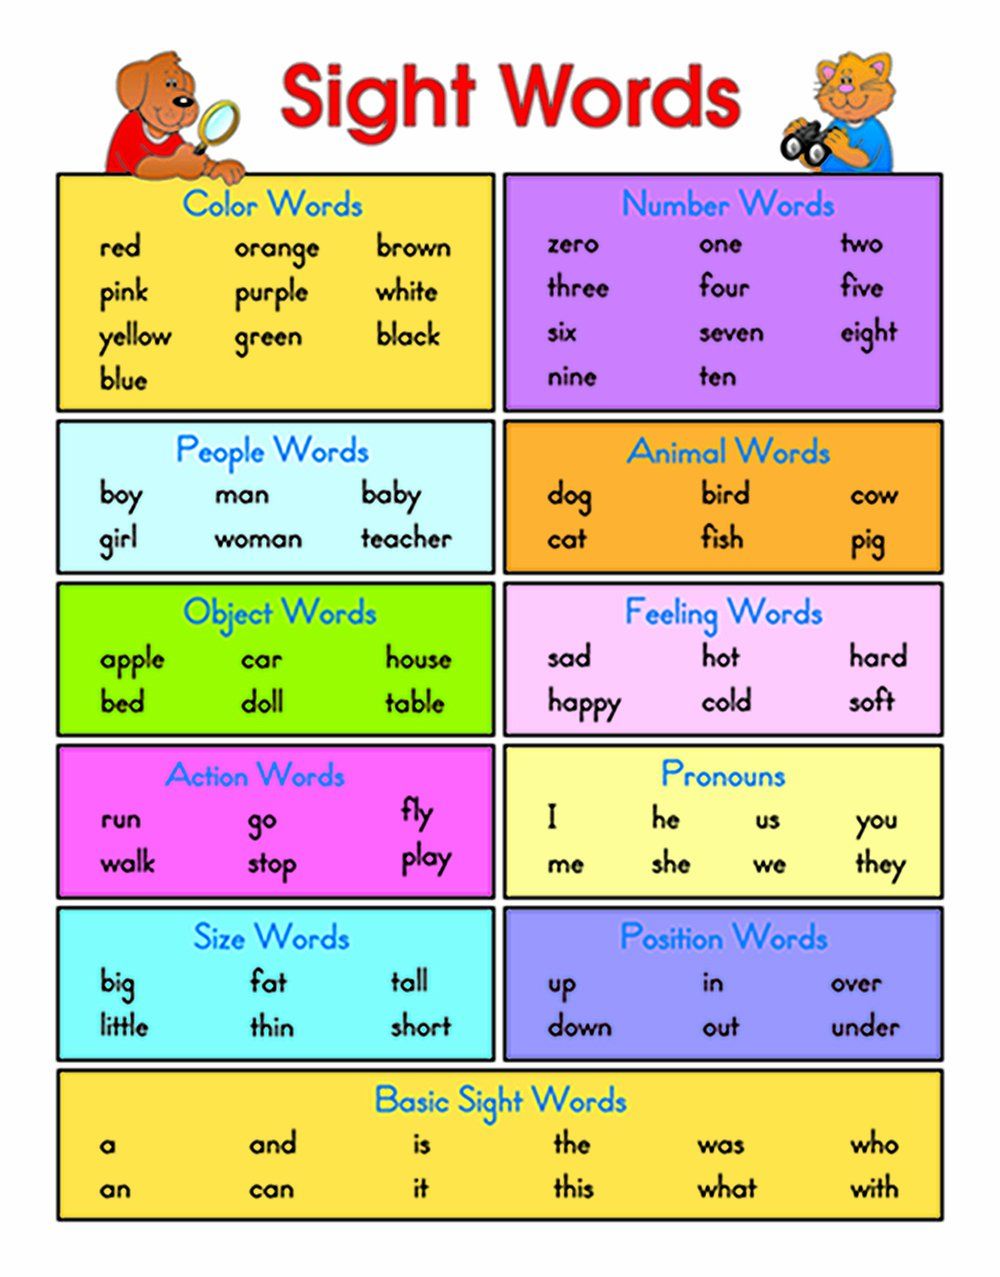 Sight Words
Color Words
red orange brown
pink purple white
yellow green black
blue
Number Words
zero one two
three four five
six seven eight
nine ten
People Words
boy man baby
girl woman teacher
Animal Words
dog bird cow
cat fish pig
Object Words
apple car house
bed doll table
Feeling Words
sad hot hard
happy cold soft
Action Words
run go fly
walk stop play
Pronouns
I he us you
me she we they
Size Words
big fat tall
little thin short
Position Words
up in over
down out under
Basic Sight Words
a and is the was who
an can it this what with